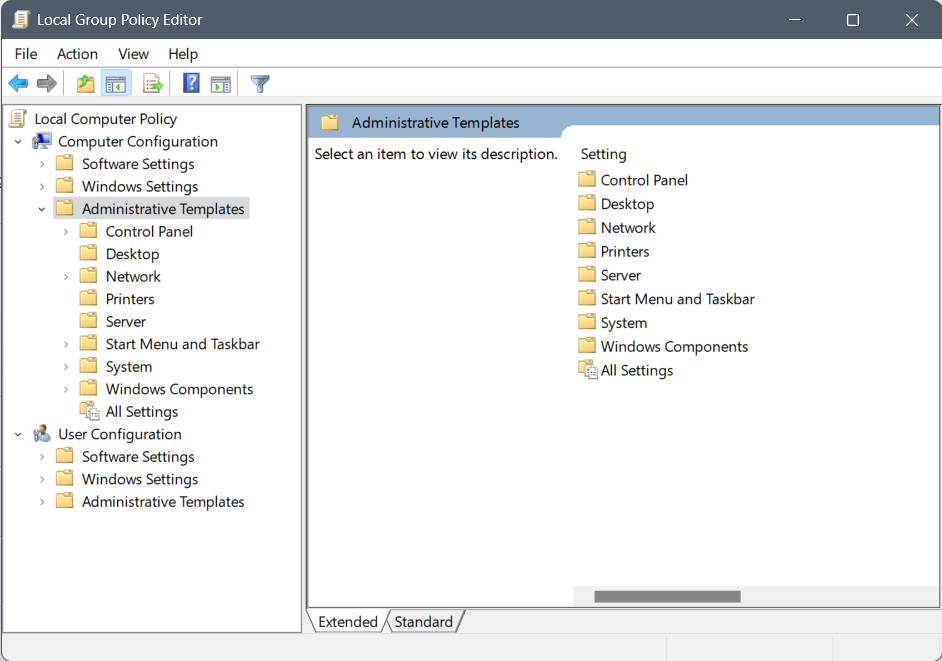 Local Group Policy Editor
File Action View Help
Local Computer Policy
Computer Configuration
Software Settings
Windows Settings
Administrative Templates
Control Panel
Desktop
Network
Printers
Server
Start Menu and Taskbar
System
Windows Components
All Settings
User Configuration
Software Settings
Windows Settings
Administrative Templates
Administrative Templates
Select an item to view its description.
Setting
Control Panel
Desktop
Network
Printers
Server
Start Menu and Taskbar
System
Windows Components
All Settings
Extended Standard